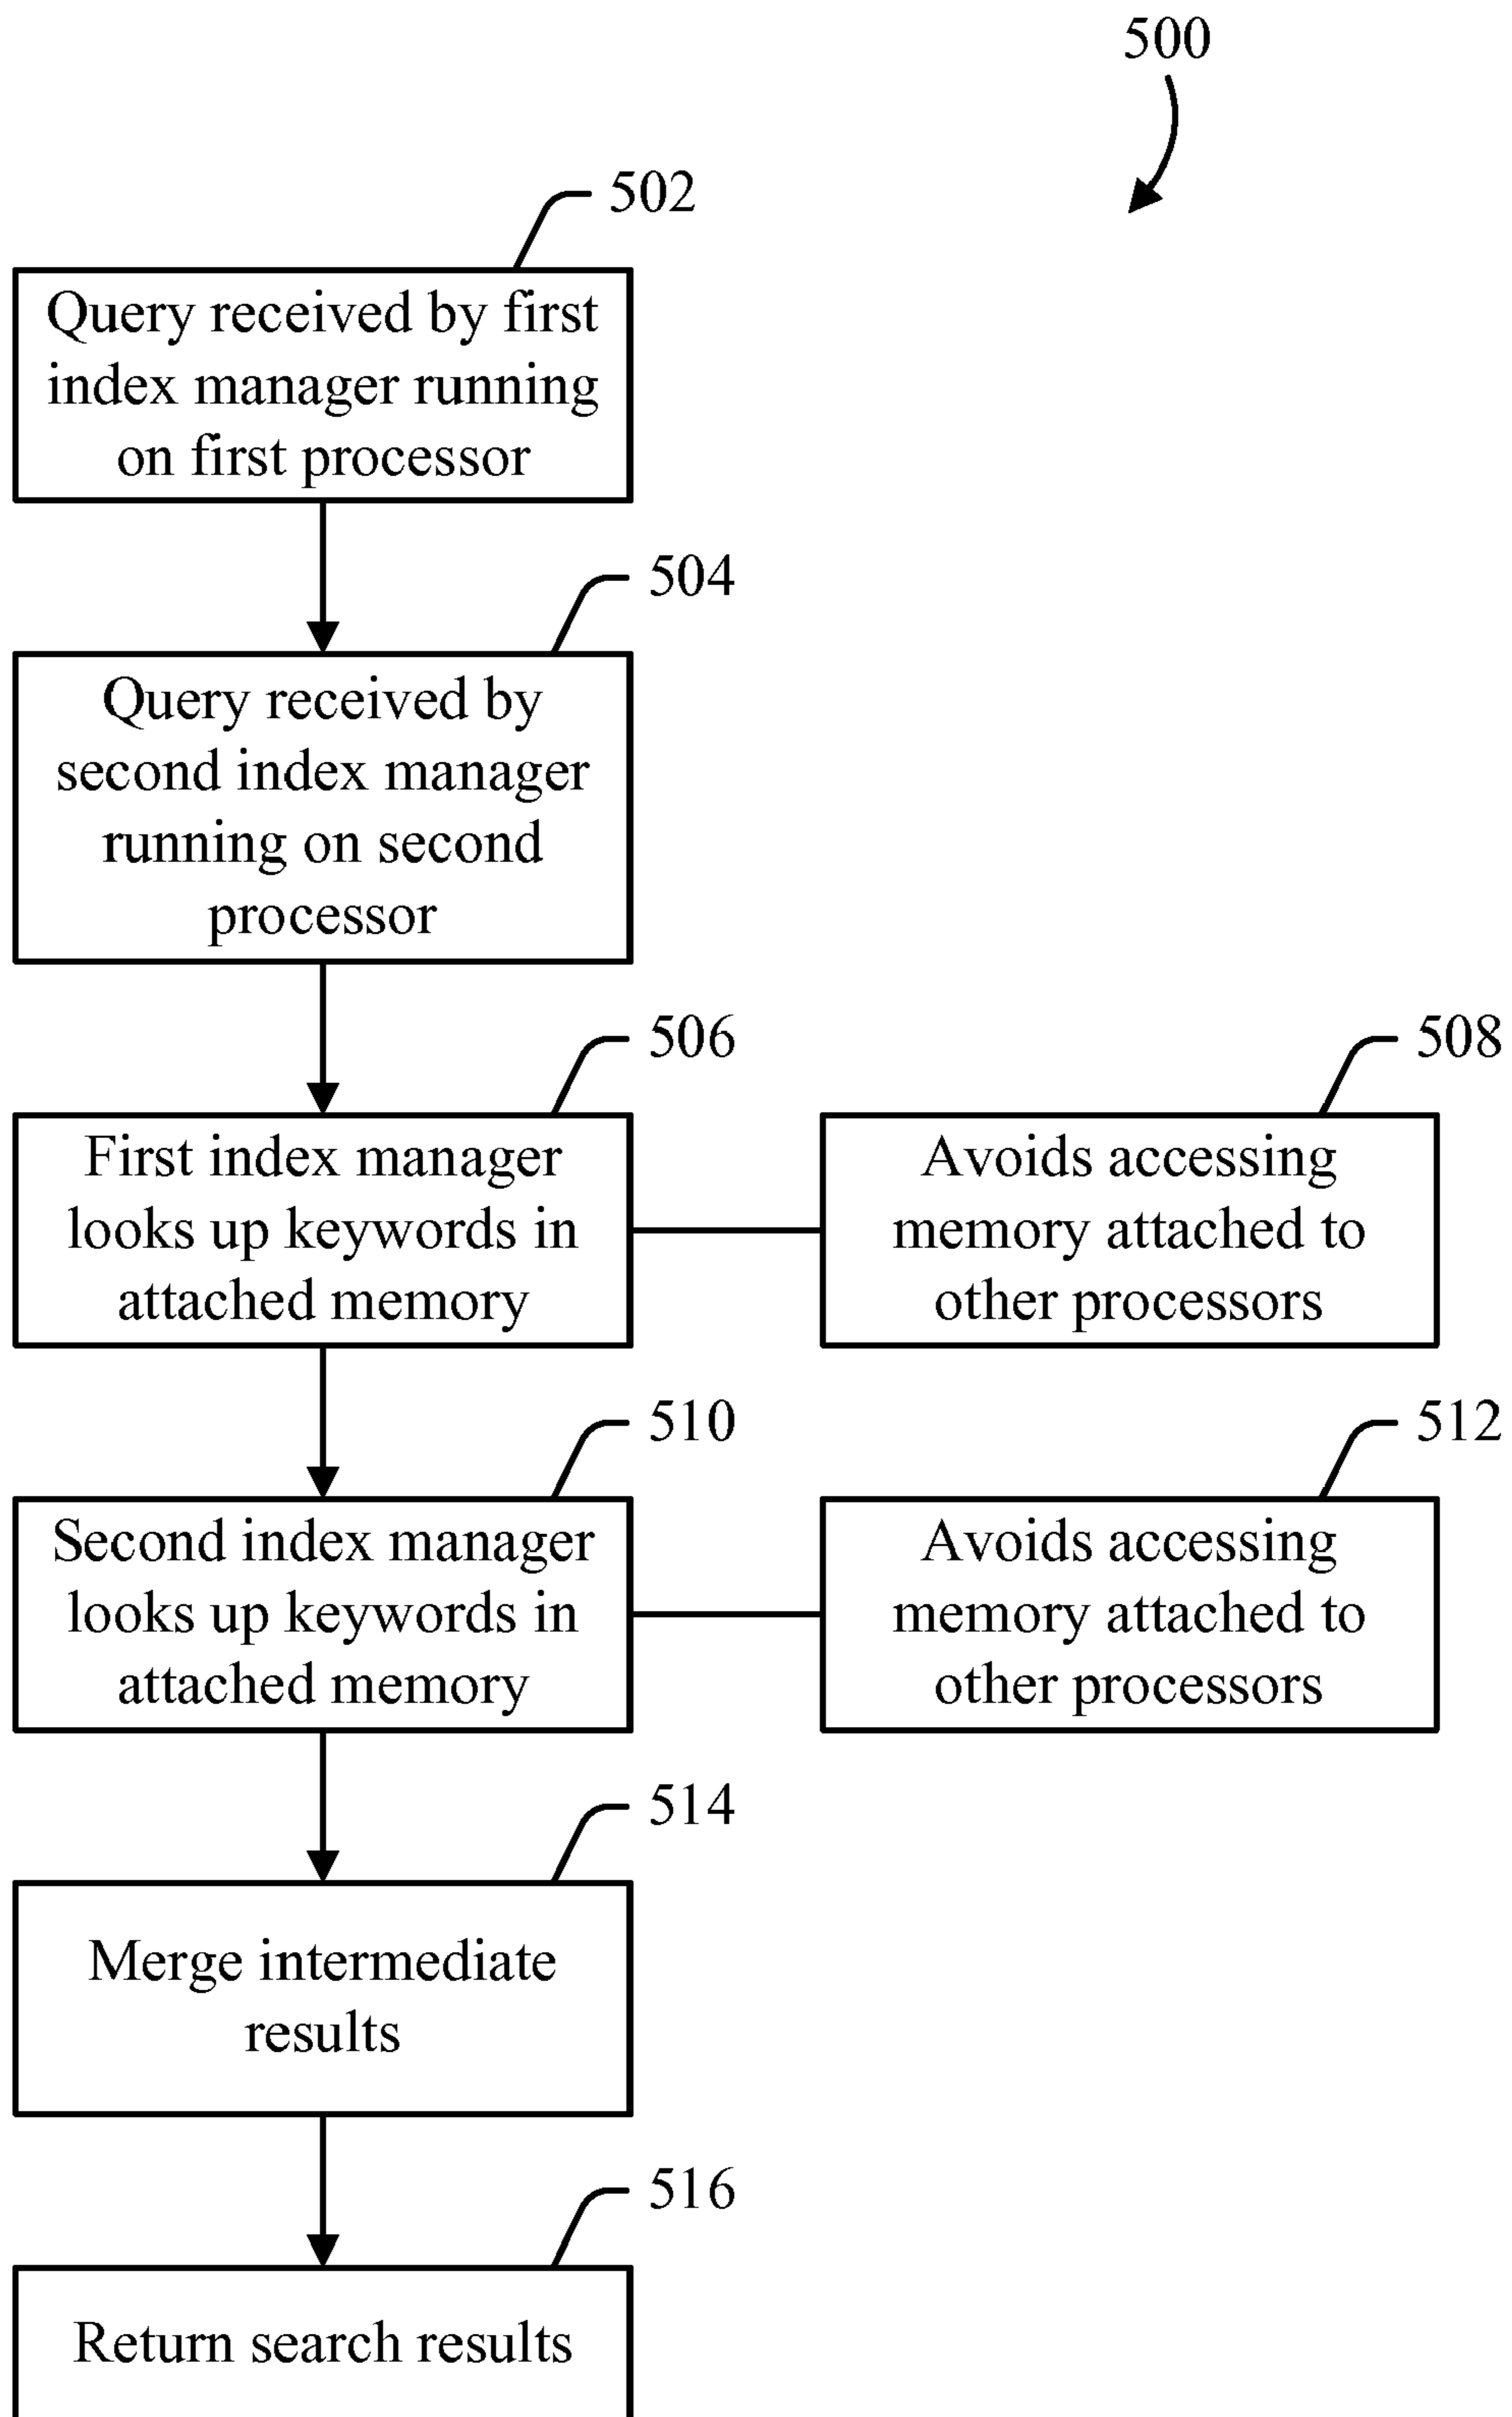 500
502
Query received by first
index manager running
on first processor
504
Query received by
second index manager
running on second
processor
506
First index manager
looks up keywords in
attached memory
508
Avoids accessing
memory attached to
other processors
510
Second index manager
looks up keywords in
attached memory
512
Avoids accessing
memory attached to
other processors
514
Merge intermediate
results
516
Return search results